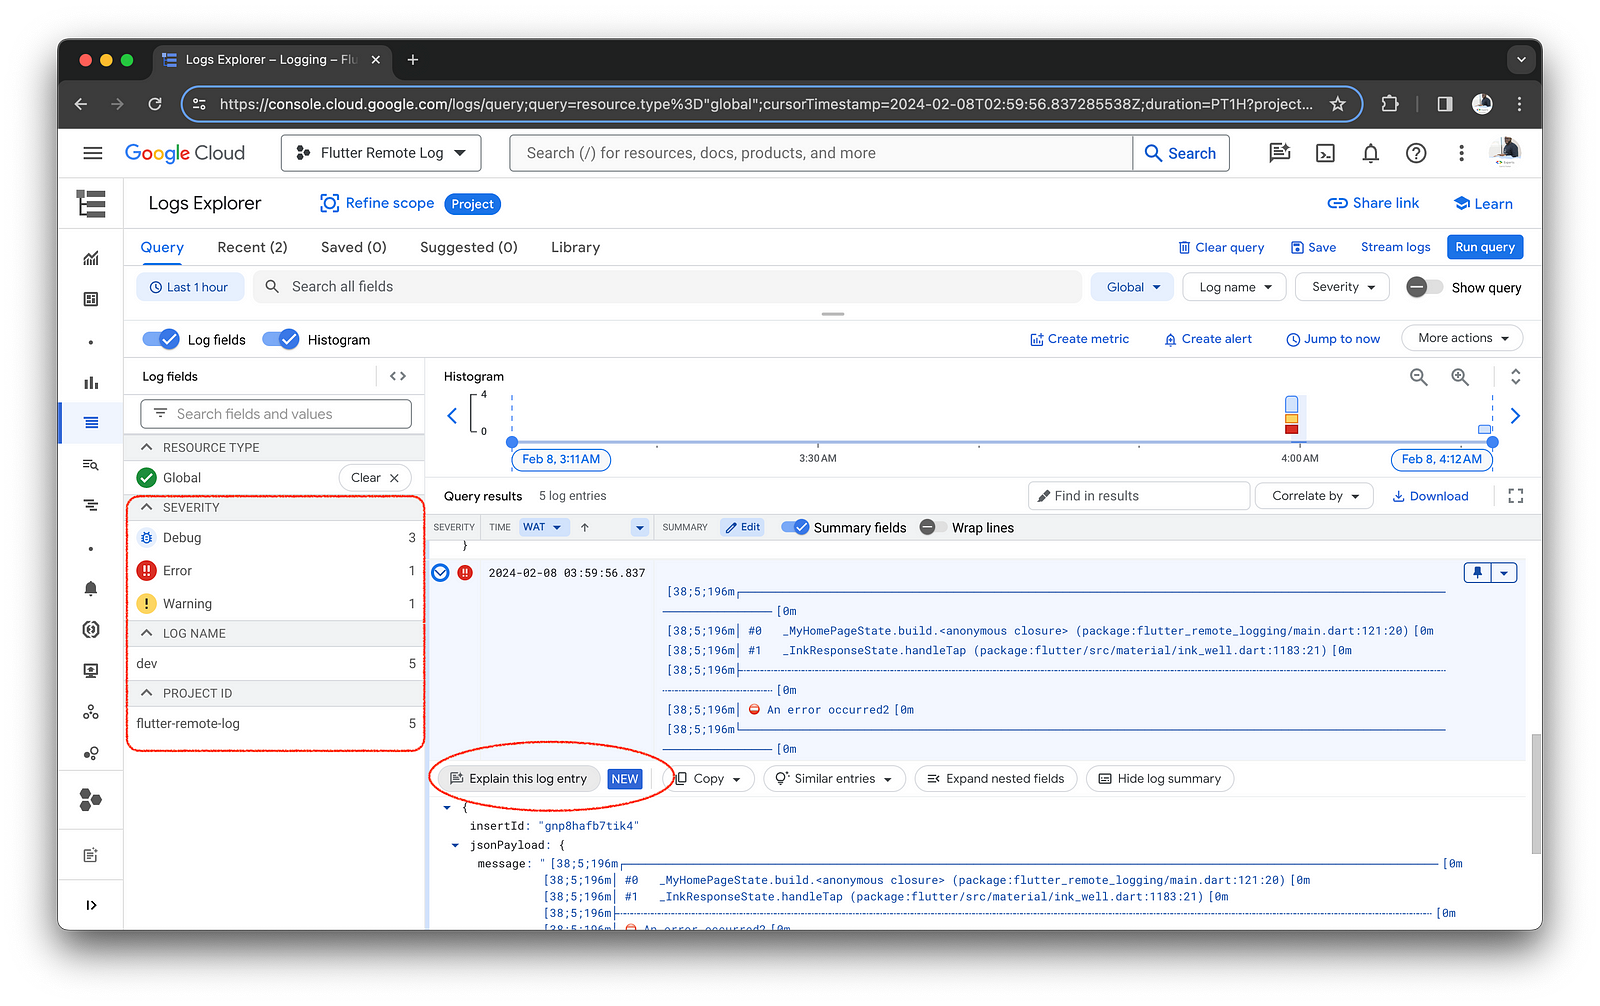 Logs Explorer – Logging – Flu
https://console.cloud.google.com/logs/query;query=resource.type%3D"global";cursorTimestamp=2024-02-08T02:59:56.837285538Z;duration=PT1H?project...
Google Cloud
Flutter Remote Log
Search (/) for resources, docs, products, and more
Search
Logs Explorer
Refine scope
Project
Share link
Learn
Query
Recent (2)
Saved (0)
Suggested (0)
Library
Clear query
Save
Stream logs
Run query
Last 1 hour
Search all fields
Global
Log name
Severity
Show query
Log fields
Histogram
Create metric
Create alert
Jump to now
More actions
Log fields
Search fields and values
RESOURCE TYPE
Global
Clear
SEVERITY
Debug 3
Error 1
Warning 1
LOG NAME
dev 5
PROJECT ID
flutter-remote-log 5
Histogram
4
0
Feb 8, 3:11 AM
3:30 AM
4:00 AM
Feb 8, 4:12 AM
Query results
5 log entries
Find in results
Correlate by
Download
SEVERITY
TIME
WAT
SUMMARY
Edit
Summary fields
Wrap lines
}
2024-02-08 03:59:56.837
[38;5;196m┌────────
──────── [0m
[38;5;196m│ #0 _MyHomePageState.build.<anonymous closure> (package:flutter_remote_logging/main.dart:121:20) [0m
[38;5;196m│ #1 _InkResponseState.handleTap (package:flutter/src/material/ink_well.dart:1183:21) [0m
[38;5;196m├┄┄┄┄┄┄┄┄
┄┄┄┄┄┄┄┄ [0m
[38;5;196m│ ⛔ An error occurred2 [0m
[38;5;196m└────────
──────── [0m
Explain this log entry
NEW
Copy
Similar entries
Expand nested fields
Hide log summary
{
insertId: "gnp8hafb7tik4"
jsonPayload: {
message: " [38;5;196m┌──────── [0m
[38;5;196m│ #0 _MyHomePageState.build.<anonymous closure> (package:flutter_remote_logging/main.dart:121:20) [0m
[38;5;196m│ #1 _InkResponseState.handleTap (package:flutter/src/material/ink_well.dart:1183:21) [0m
[38;5;196m├┄┄┄┄┄┄┄┄ [0m
[38;5;196m│ ⛔ An error occurred2 [0m